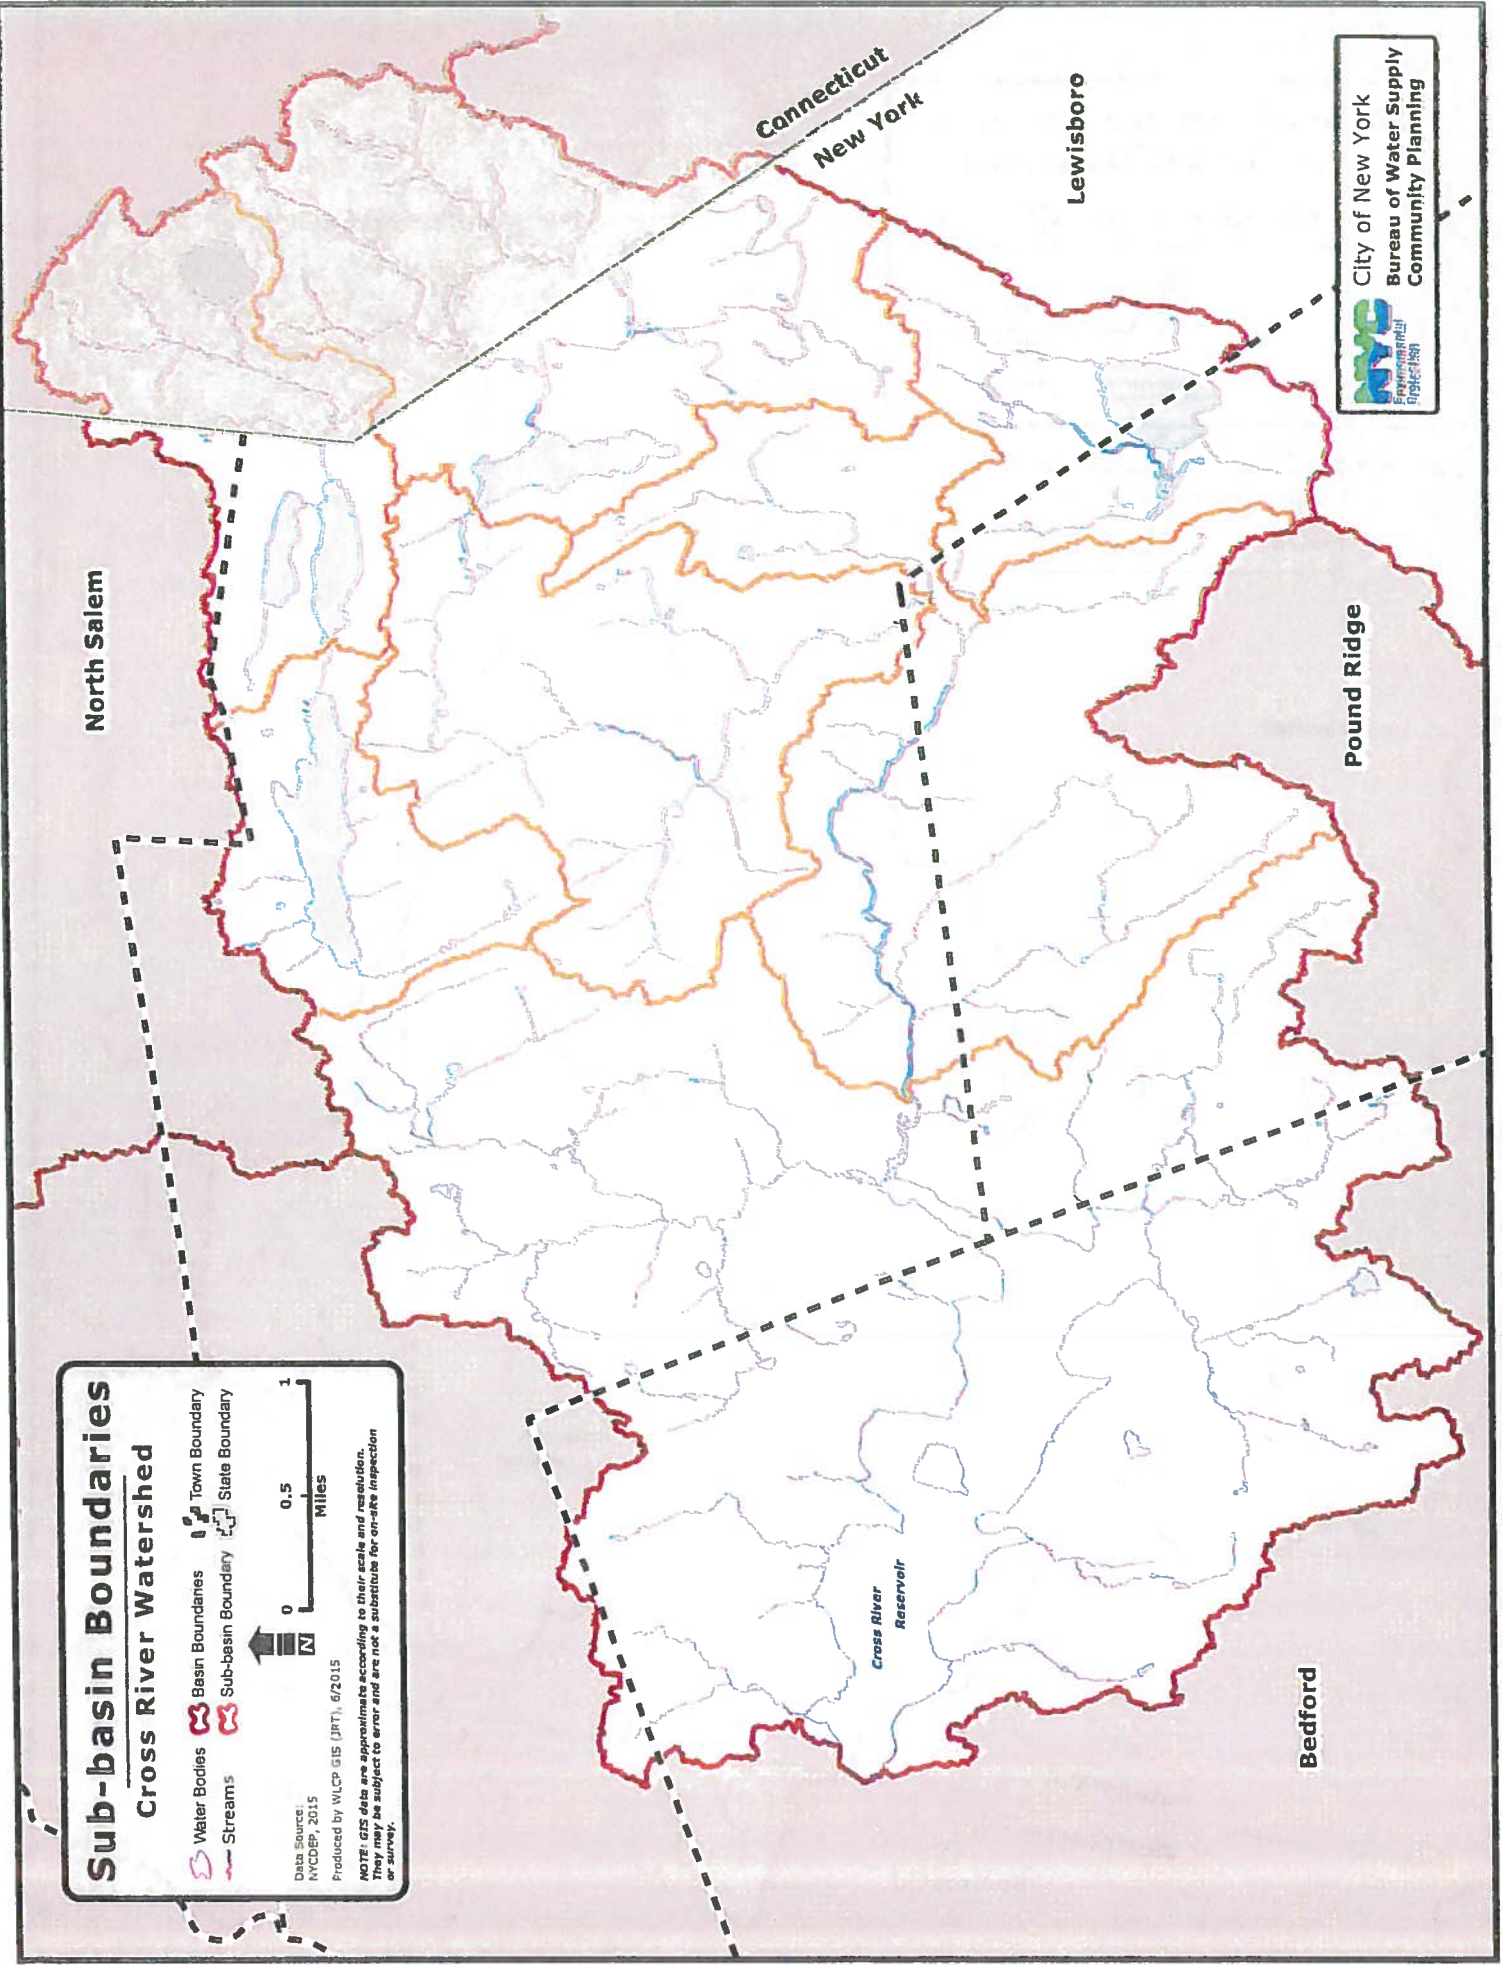 Sub-basin Boundaries
Cross River Watershed
Water Bodies
Basin Boundaries
Town Boundary
Streams
Sub-basin Boundary
State Boundary
N
0
0.5
1
Miles
Data Source:
NYCDEP, 2015
Produced by WLCP GIS (JRT), 6/2015
NOTE: GIS data are approximate according to their scale and resolution.
They may be subject to error and are not a substitute for on-site inspection
or survey.
North Salem
Connecticut
New York
Lewisboro
Pound Ridge
Bedford
Cross River
Reservoir
NYC
Environmental
Protection
City of New York
Bureau of Water Supply
Community Planning